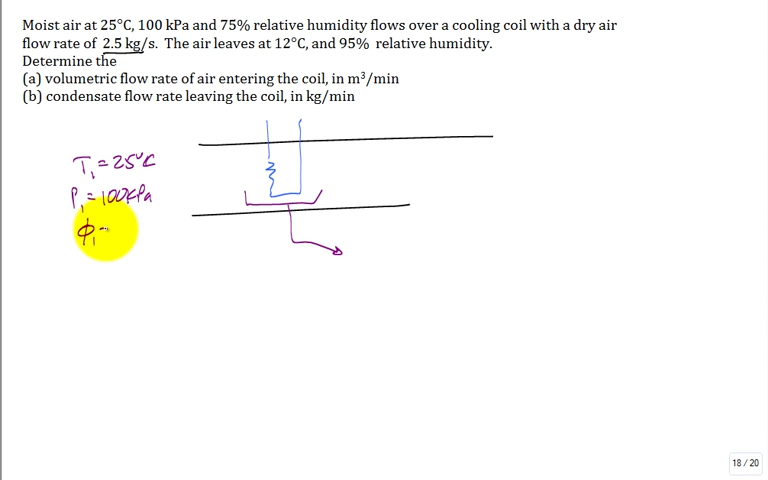 Moist air at 25°C, 100 kPa and 75% relative humidity flows over a cooling coil with a dry air
flow rate of 2.5 kg/s. The air leaves at 12°C, and 95% relative humidity.
Determine the
(a) volumetric flow rate of air entering the coil, in m³/min
(b) condensate flow rate leaving the coil, in kg/min
T₁ = 25°C
P₁ = 100kPa
ϕ₁ =
18 / 20